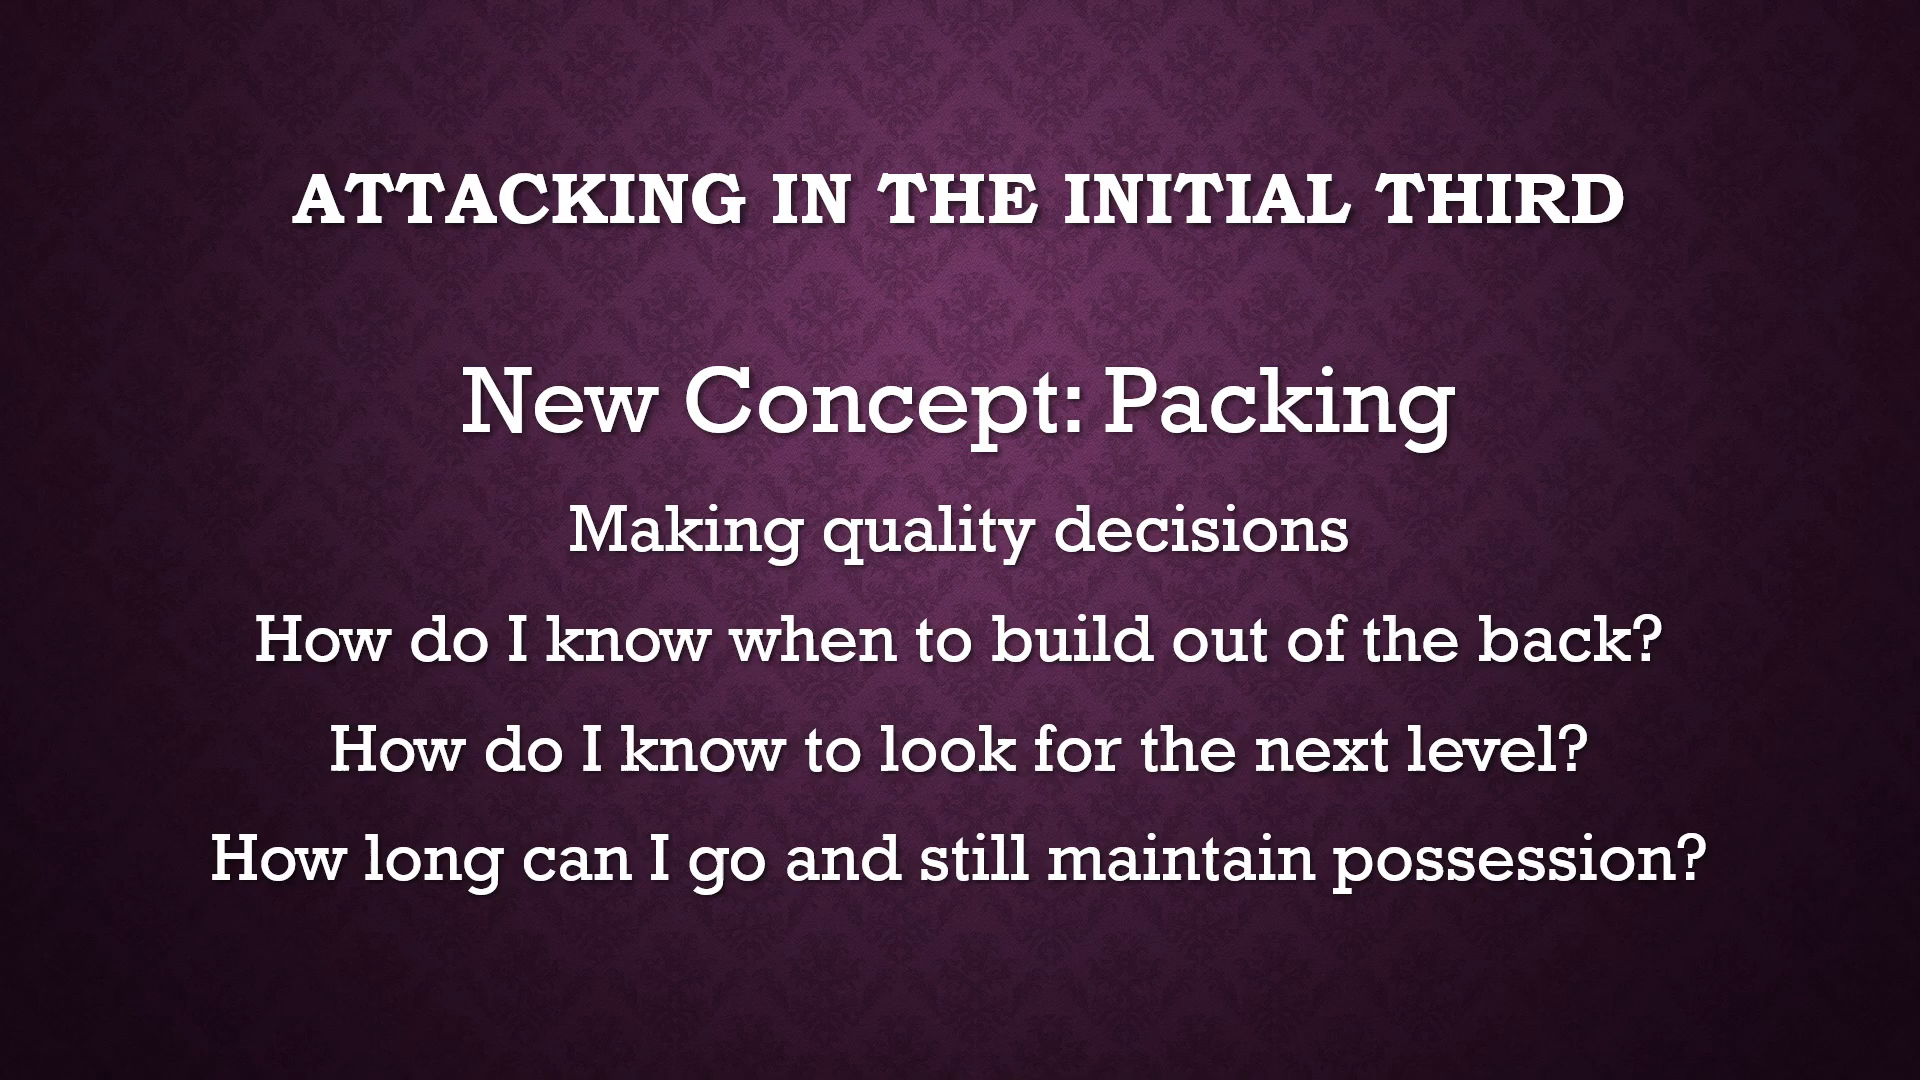 ATTACKING IN THE INITIAL THIRD
New Concept: Packing
Making quality decisions
How do I know when to build out of the back?
How do I know to look for the next level?
How long can I go and still maintain possession?